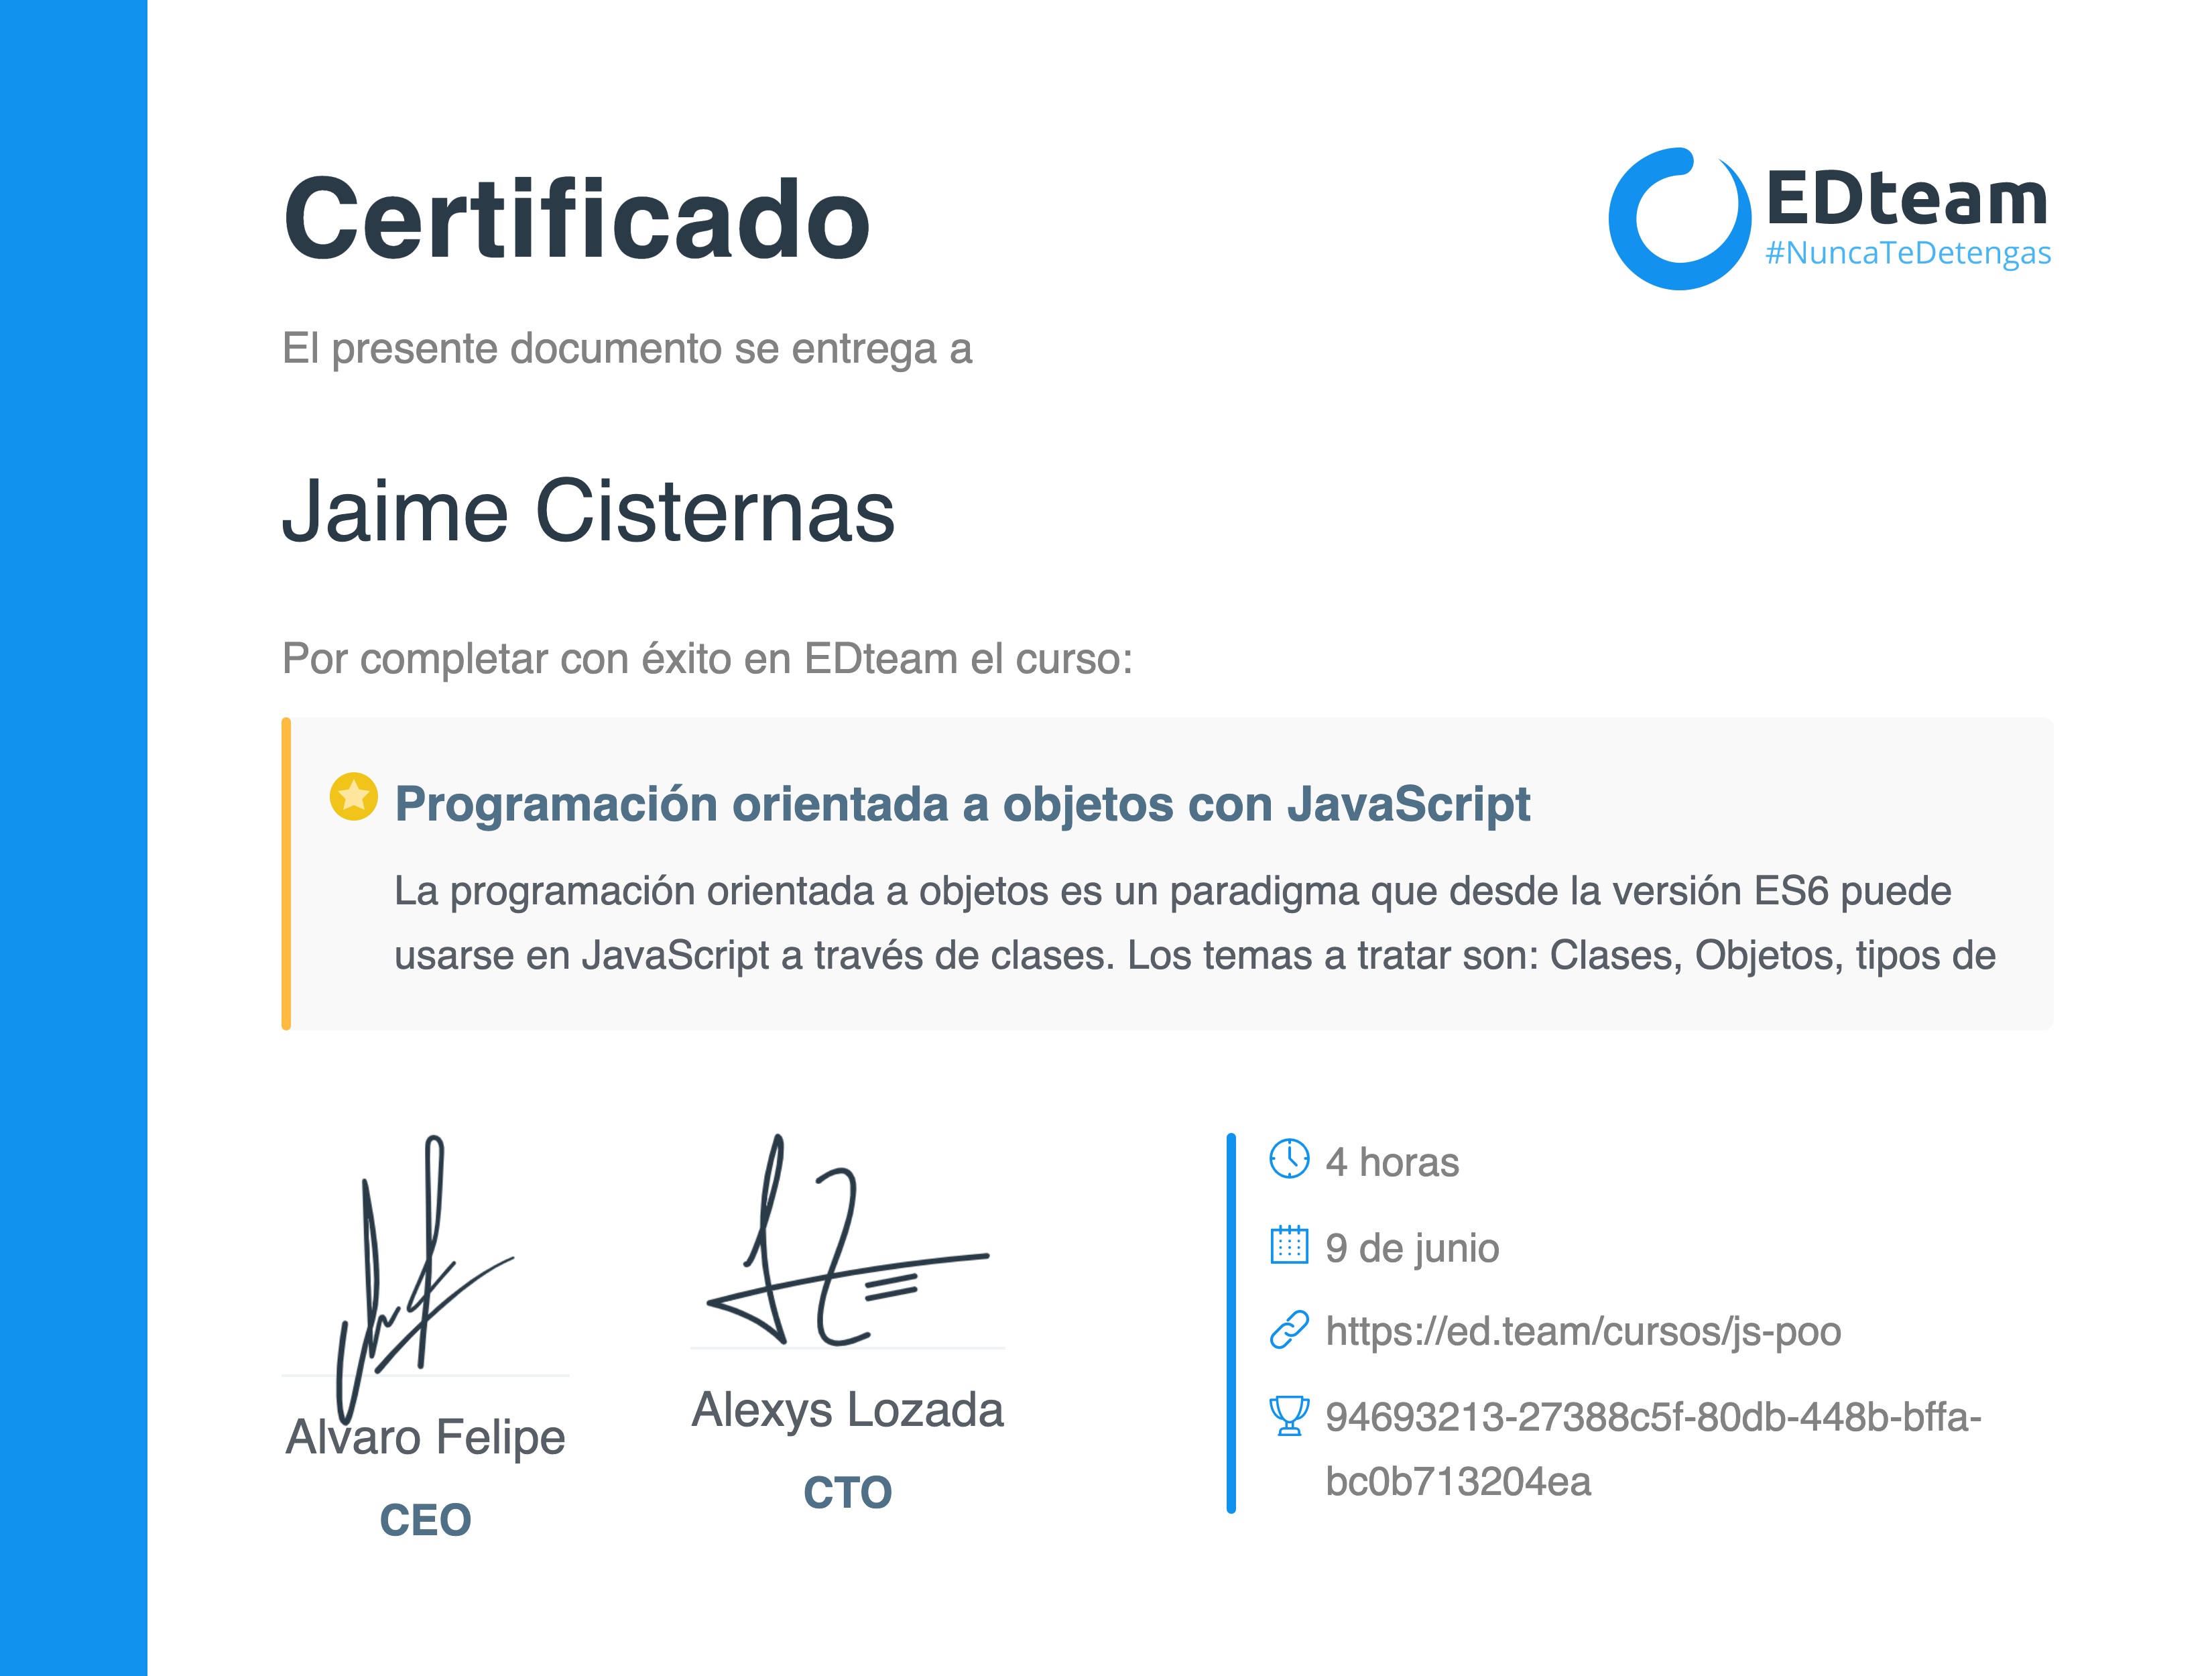 Certificado
EDteam
#NuncaTeDetengas
El presente documento se entrega a
Jaime Cisternas
Por completar con éxito en EDteam el curso:
Programación orientada a objetos con JavaScript
La programación orientada a objetos es un paradigma que desde la versión ES6 puede
usarse en JavaScript a través de clases. Los temas a tratar son: Clases, Objetos, tipos de
Alvaro Felipe
CEO
Alexys Lozada
CTO
4 horas
9 de junio
https://ed.team/cursos/js-poo
94693213-27388c5f-80db-448b-bffa-
bc0b713204ea